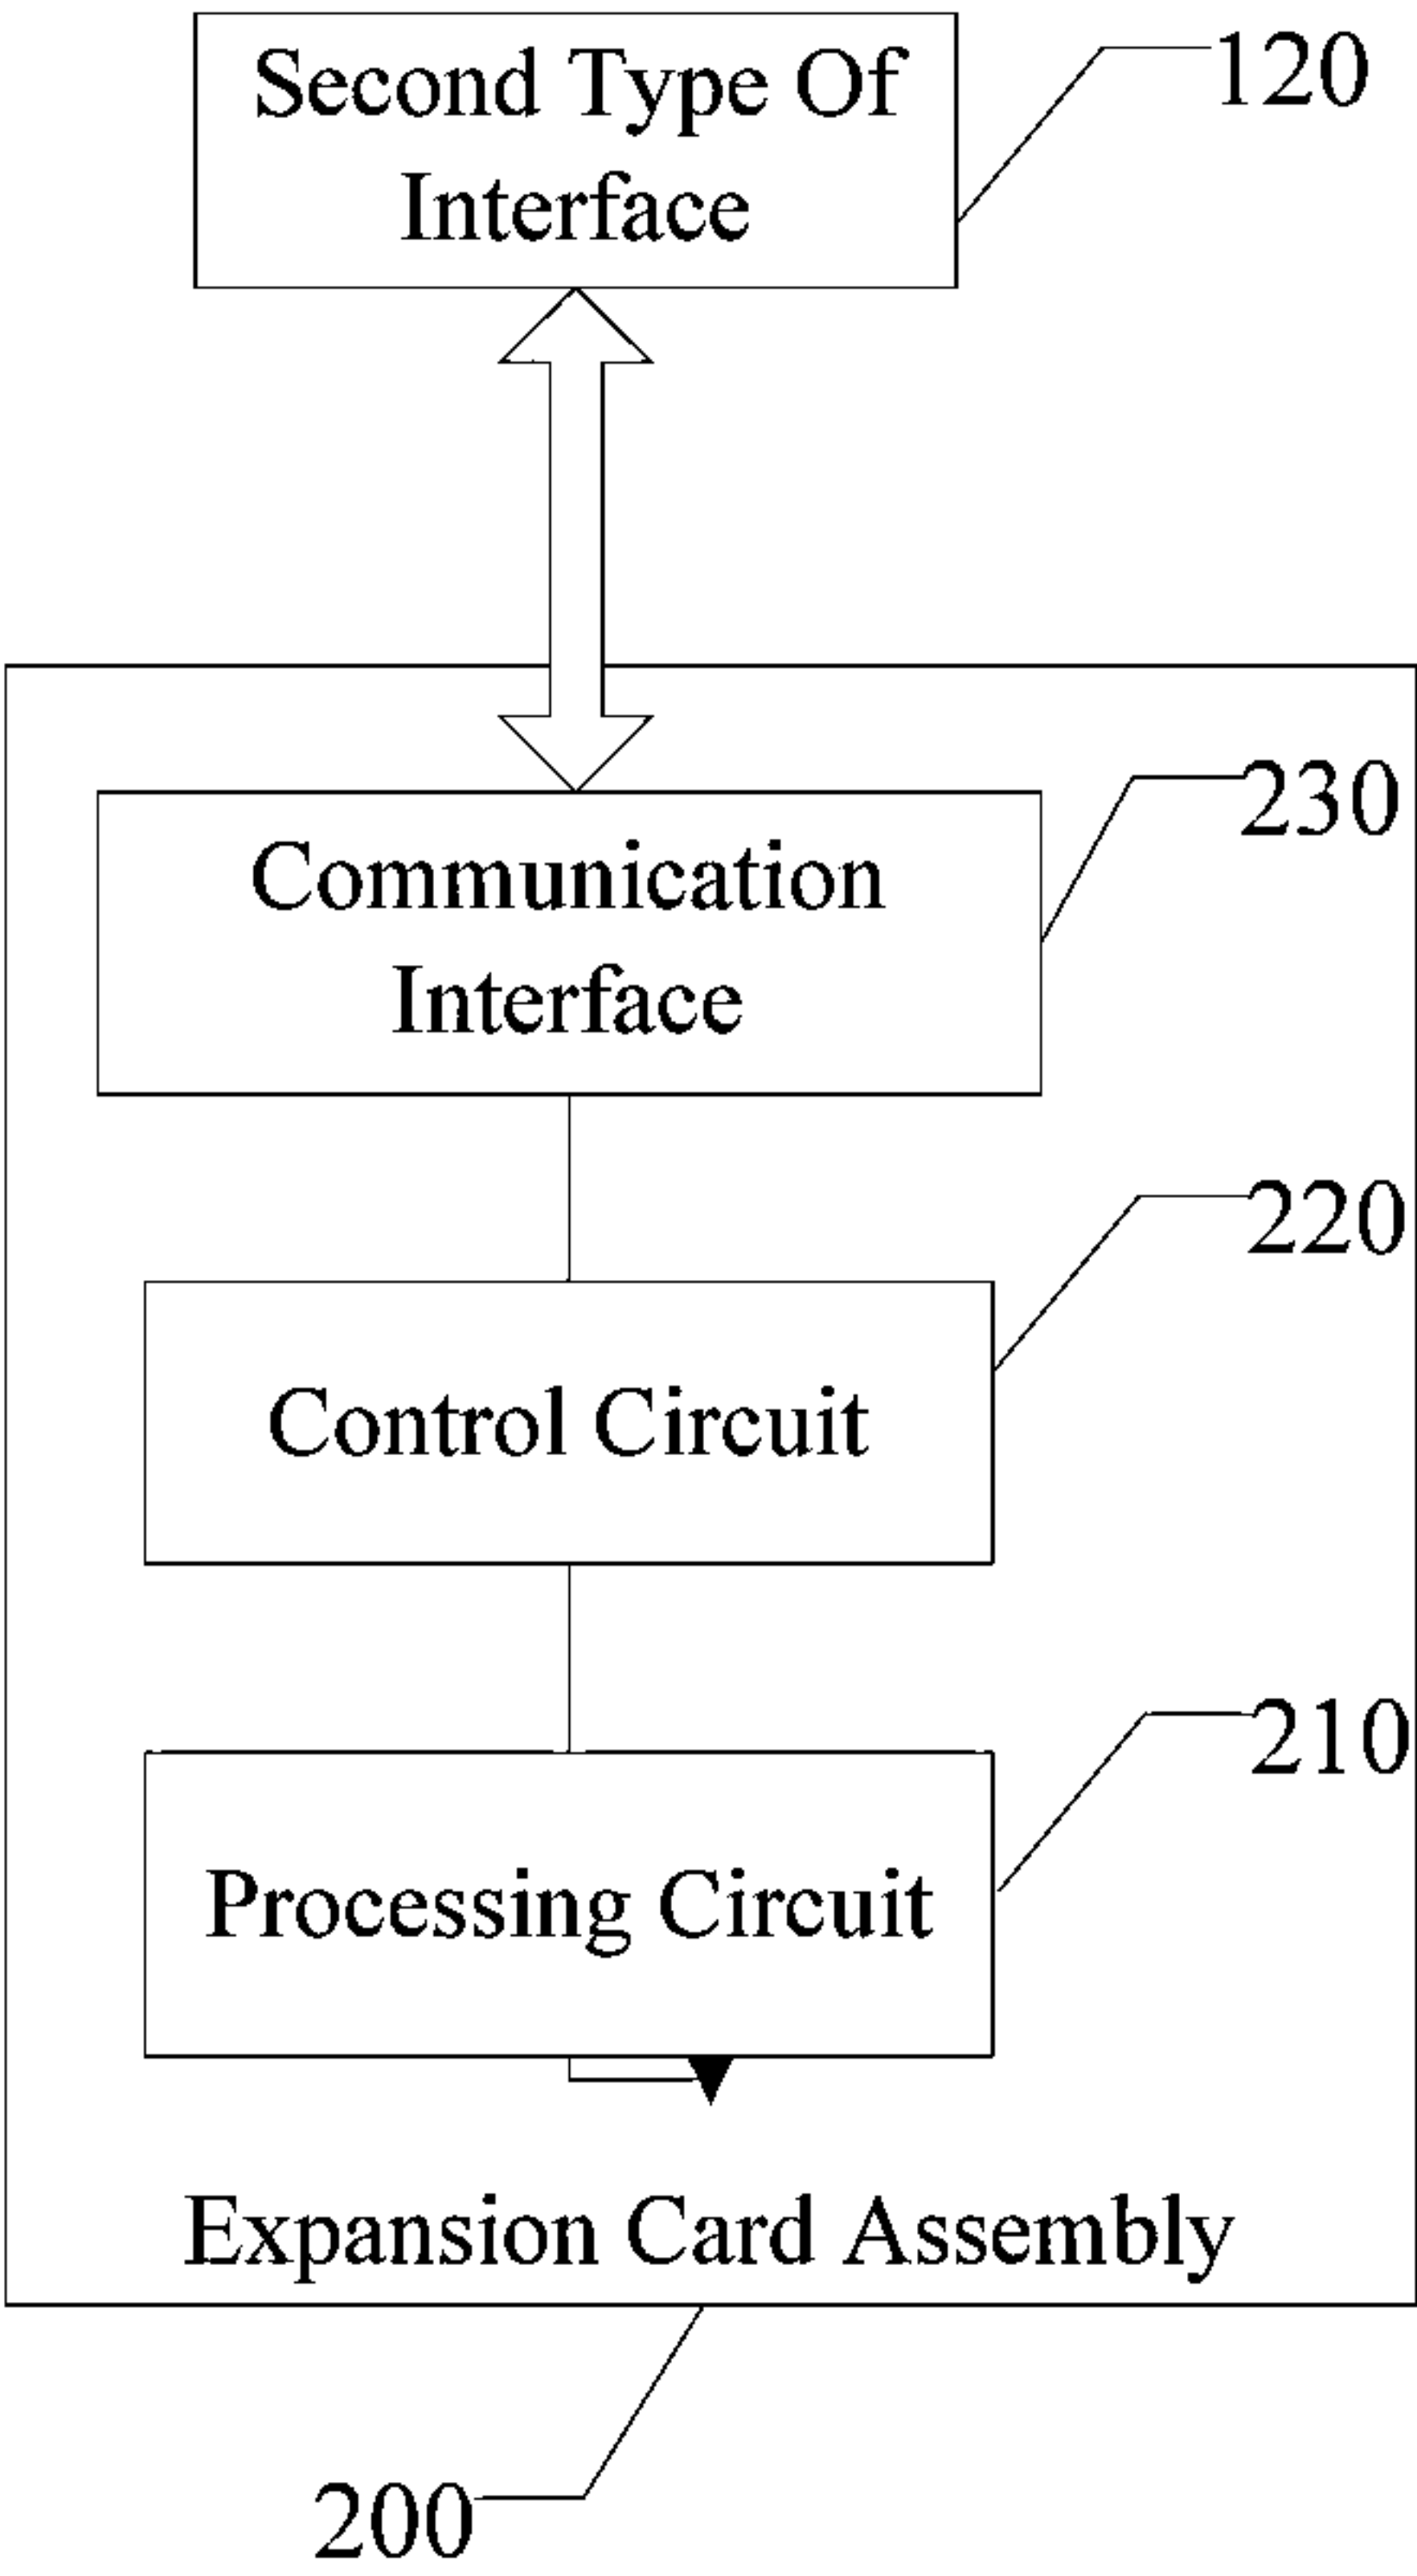 Second Type Of
Interface
120
230
Communication
Interface
220
Control Circuit
210
Processing Circuit
Expansion Card Assembly
200